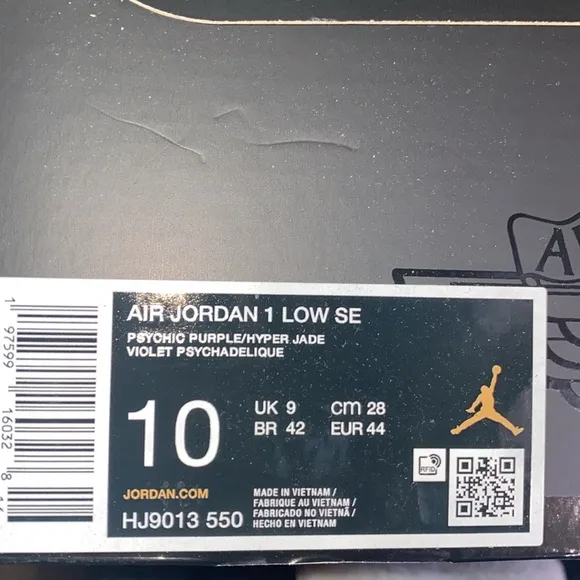 AIR JORDAN 1 LOW SE
PSYCHIC PURPLE/HYPER JADE
VIOLET PSYCHADELIQUE
10
UK 9 cm 28
BR 42 EUR 44
RFID
JORDAN.COM
HJ9013 550
MADE IN VIETNAM /
FABRIQUE AU VIETNAM /
FABRICADO NO VIETNÃ /
HECHO EN VIETNAM
1 97599 16032 8